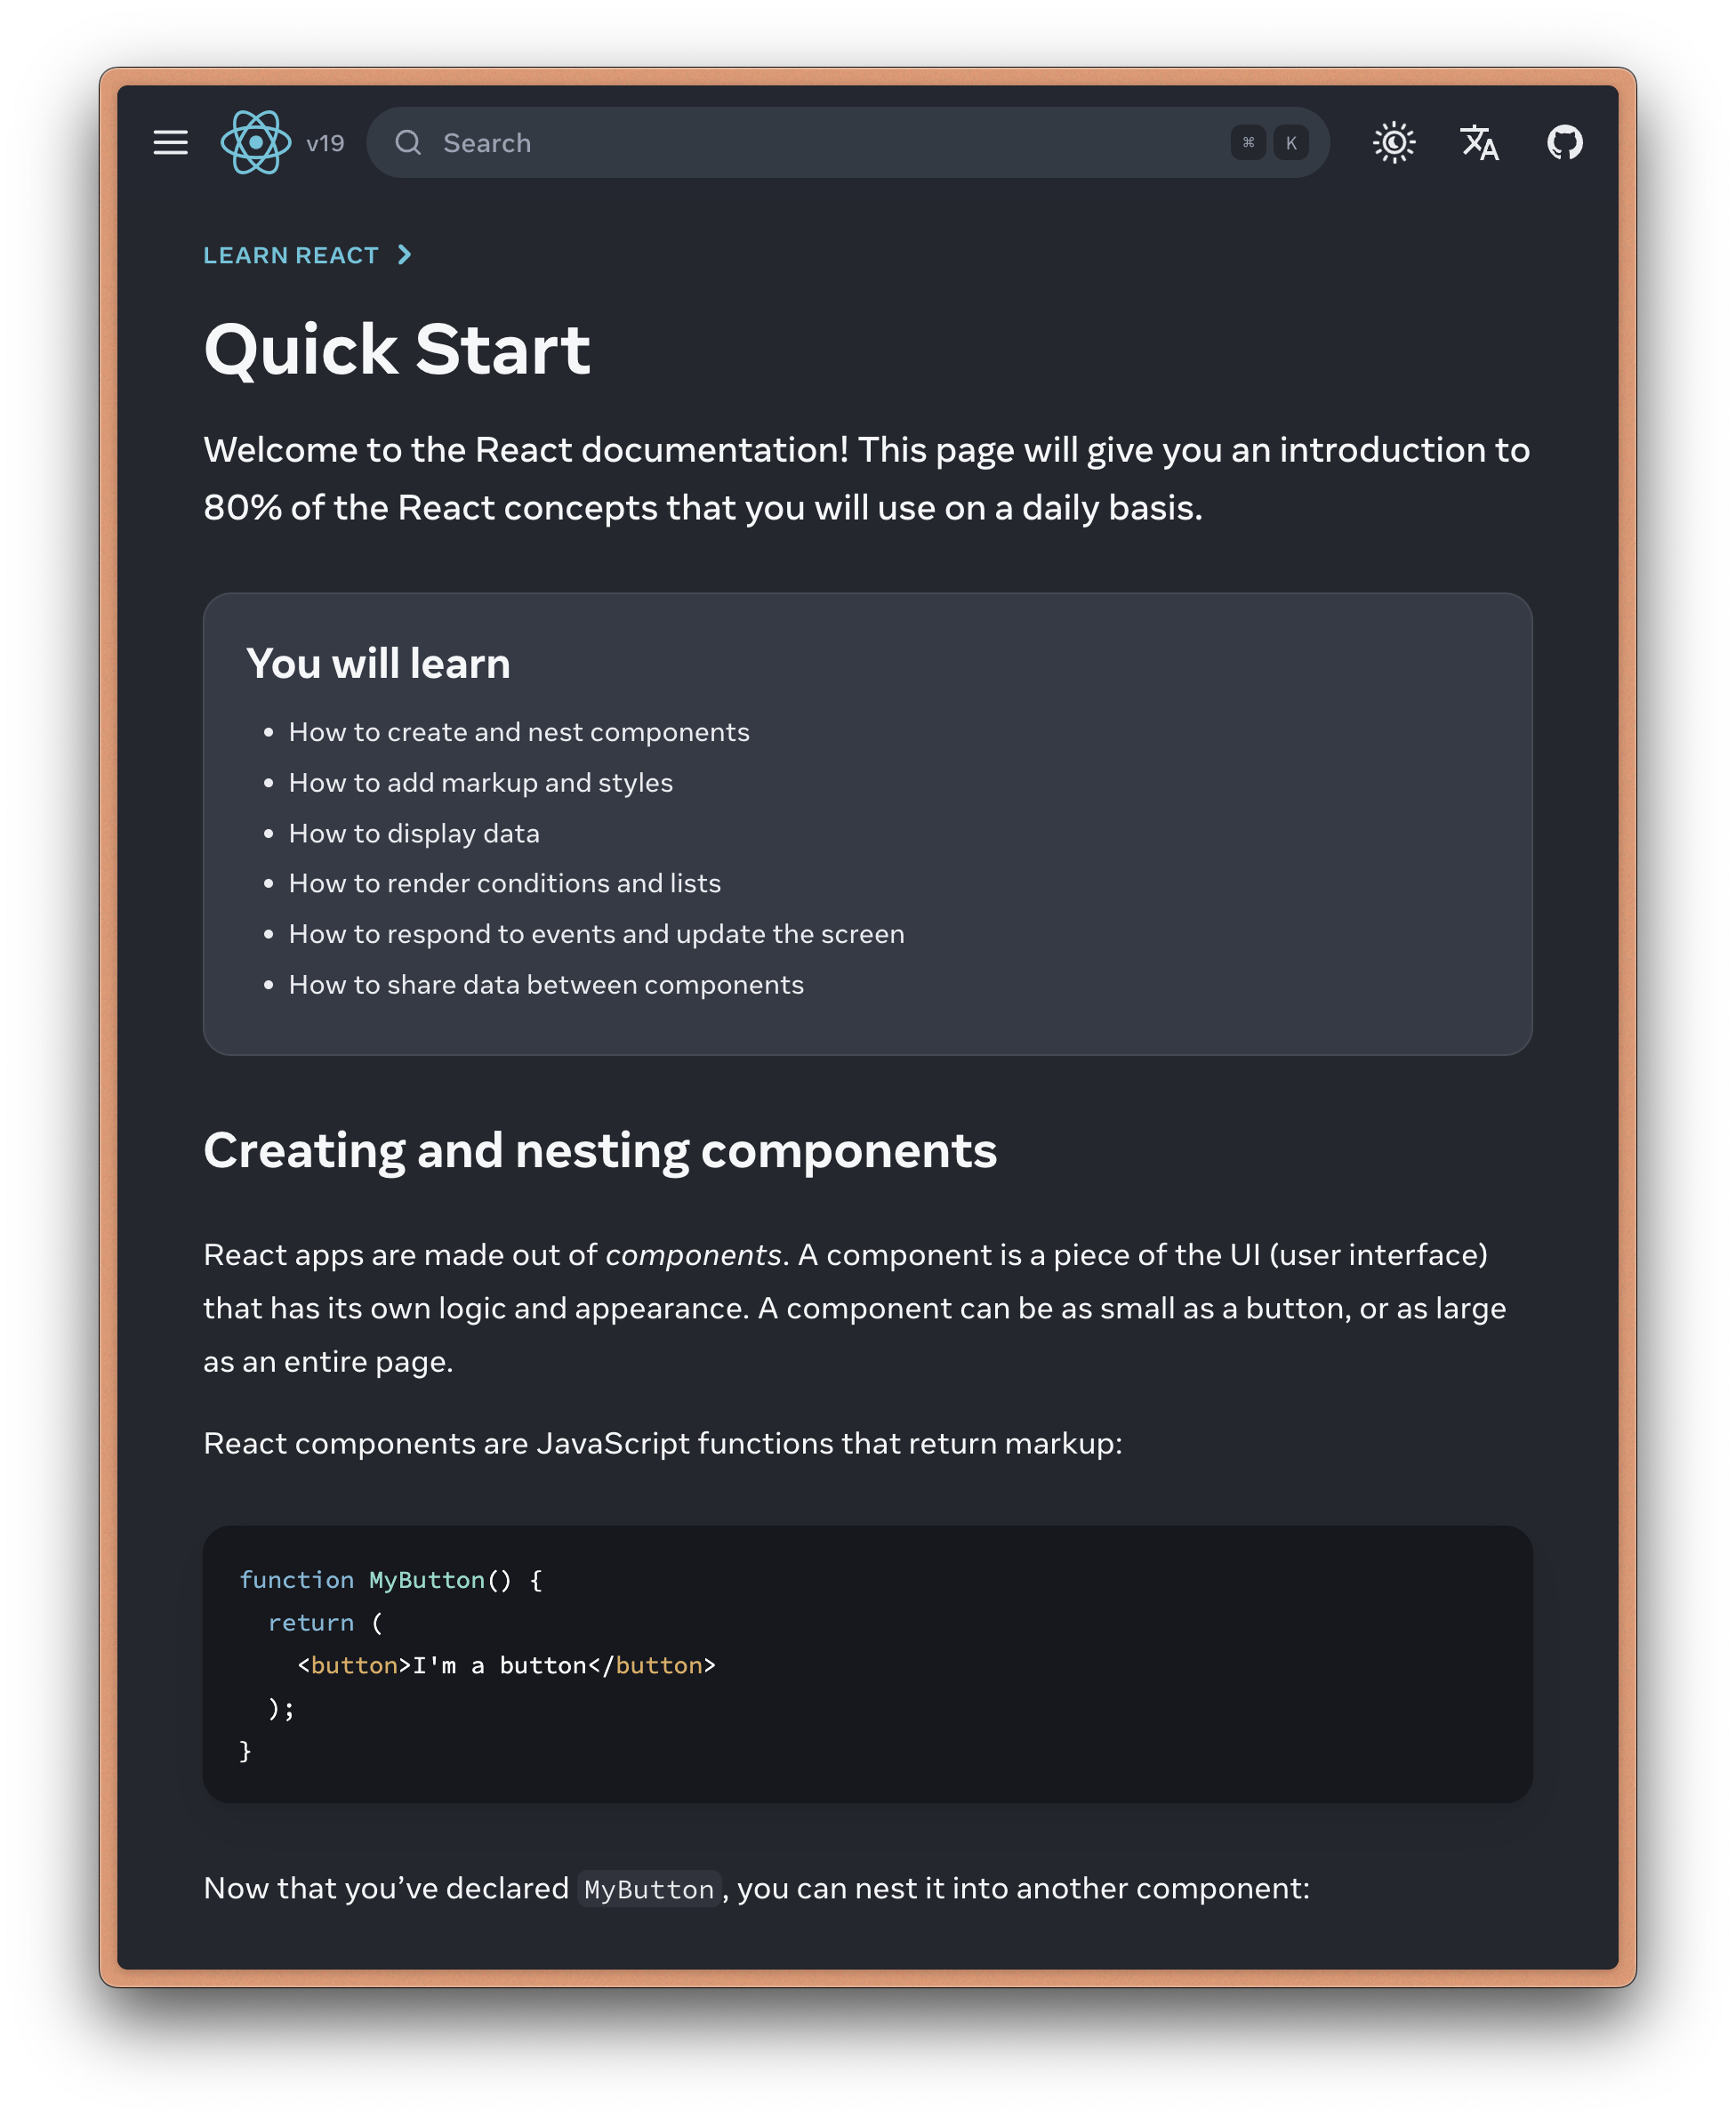 v19
Search
⌘ K
LEARN REACT
Quick Start
Welcome to the React documentation! This page will give you an introduction to
80% of the React concepts that you will use on a daily basis.
You will learn
• How to create and nest components
• How to add markup and styles
• How to display data
• How to render conditions and lists
• How to respond to events and update the screen
• How to share data between components
Creating and nesting components
React apps are made out of components. A component is a piece of the UI (user interface)
that has its own logic and appearance. A component can be as small as a button, or as large
as an entire page.
React components are JavaScript functions that return markup:
function MyButton() {
  return (
    <button>I'm a button</button>
  );
}
Now that you’ve declared MyButton, you can nest it into another component: